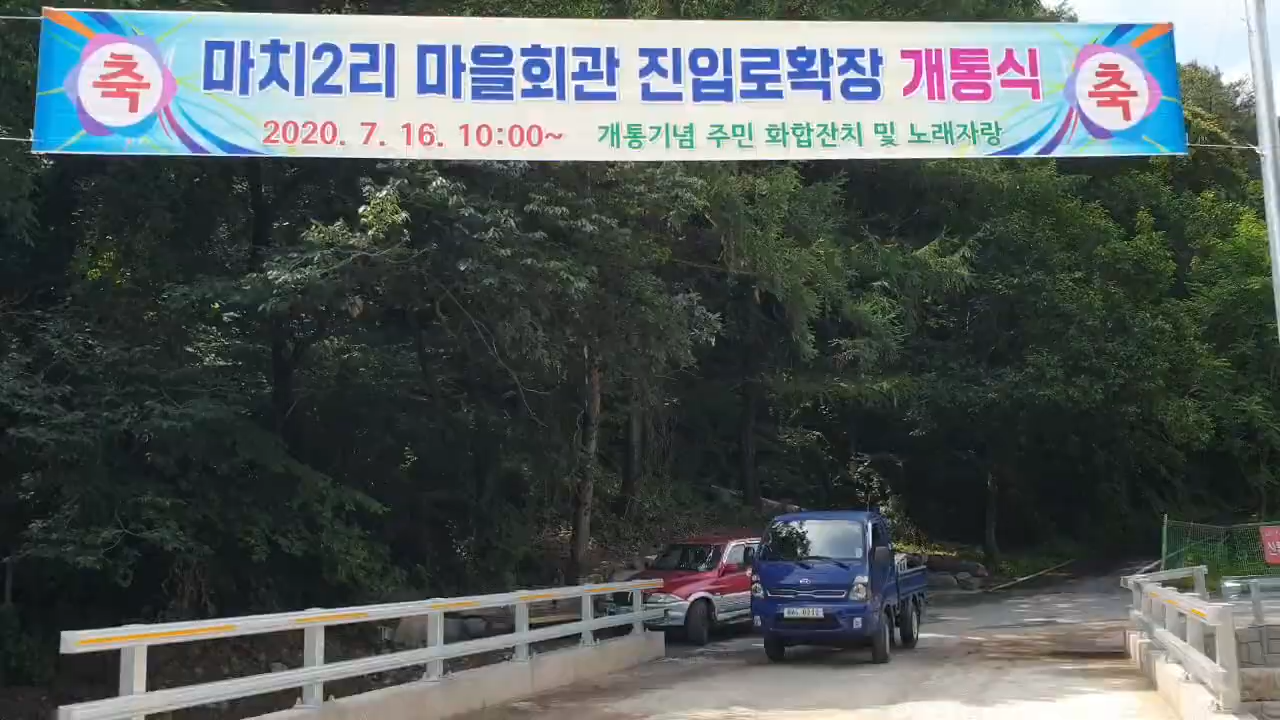 축 마치2리 마을회관 진입로확장 개통식 축
2020. 7. 16. 10:00~ 개통기념 주민 화합잔치 및 노래자랑
KIA